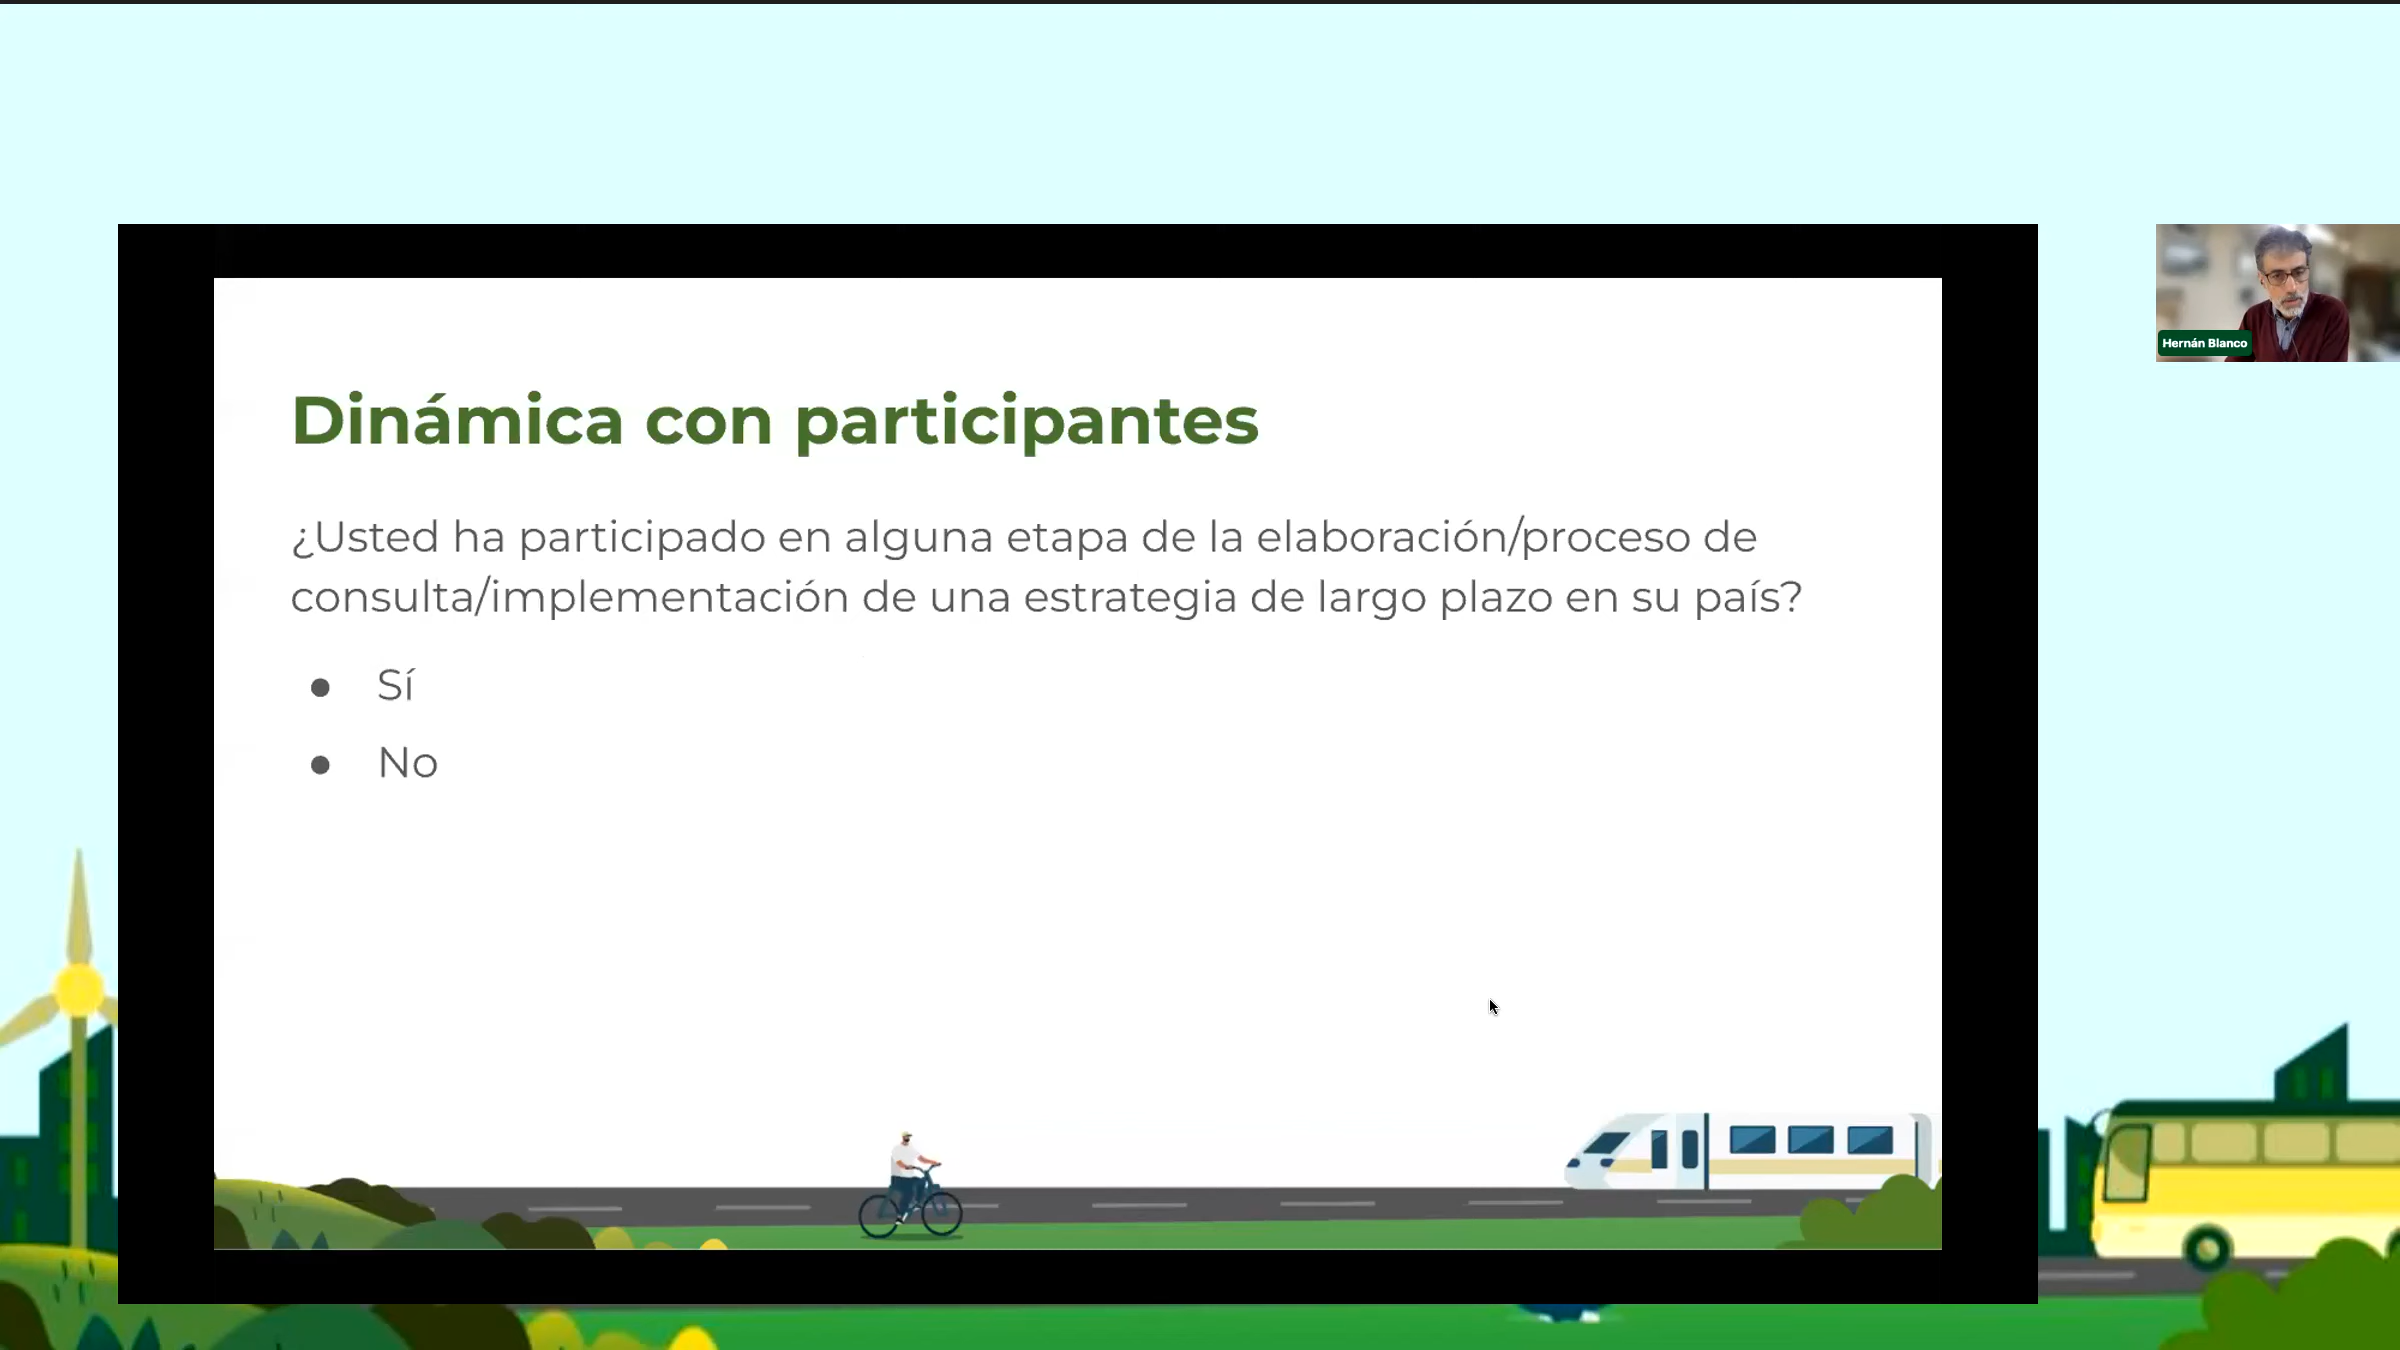 Dinámica con participantes
¿Usted ha participado en alguna etapa de la elaboración/proceso de
consulta/implementación de una estrategia de largo plazo en su país?
● Sí
● No
Hernán Blanco